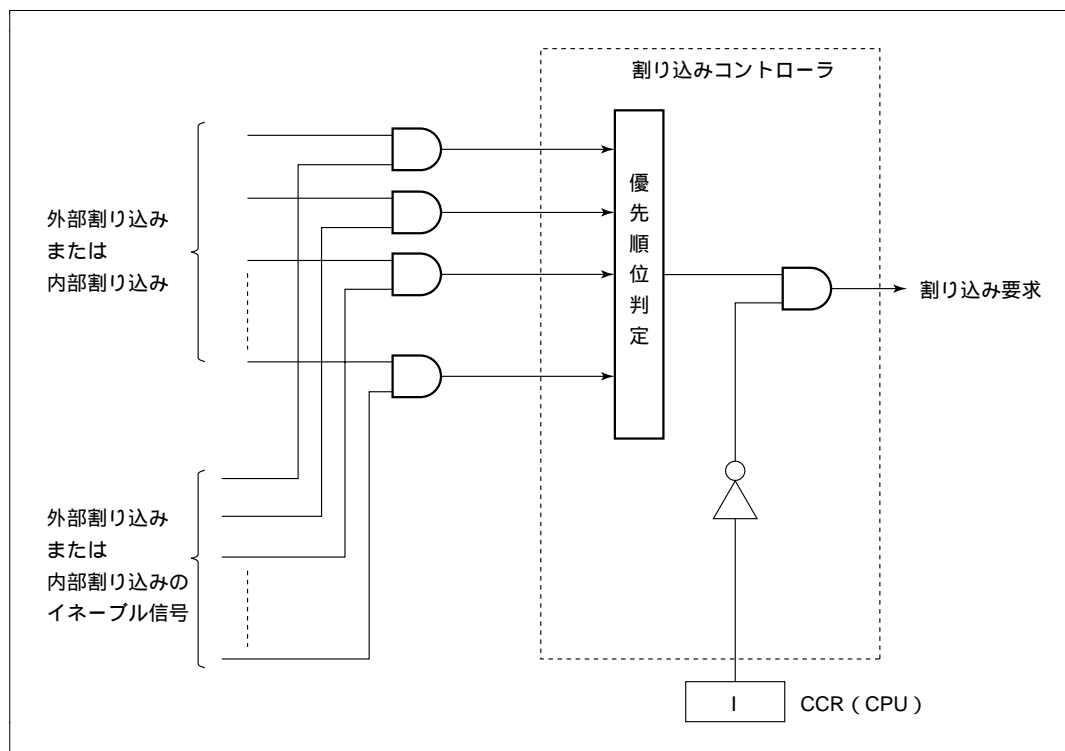 割り込みコントローラ
外部割り込み
または
内部割り込み
優先順位判定
割り込み要求
外部割り込み
または
内部割り込みの
イネーブル信号
I
CCR（CPU）